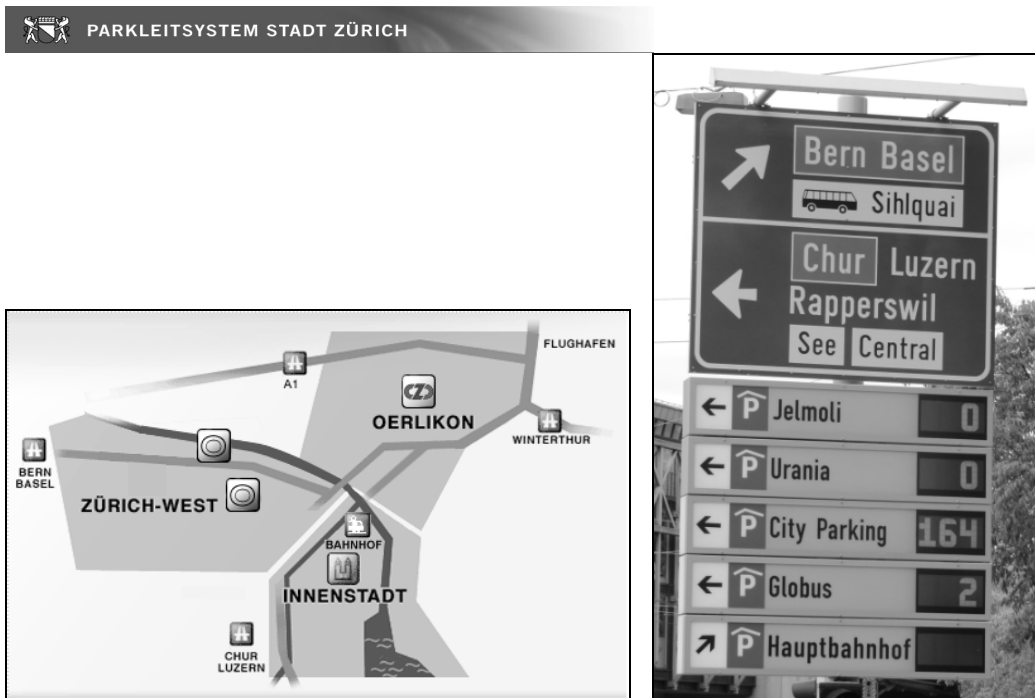 PARKLEITSYSTEM STADT ZÜRICH
FLUGHAFEN
A1
OERLIKON
WINTERTHUR
BERN
BASEL
ZÜRICH-WEST
BAHNHOF
INNENSTADT
CHUR
LUZERN
Bern Basel
Sihlquai
Chur Luzern
Rapperswil
See Central
P Jelmoli 0
P Urania 0
P City Parking 164
P Globus 2
P Hauptbahnhof